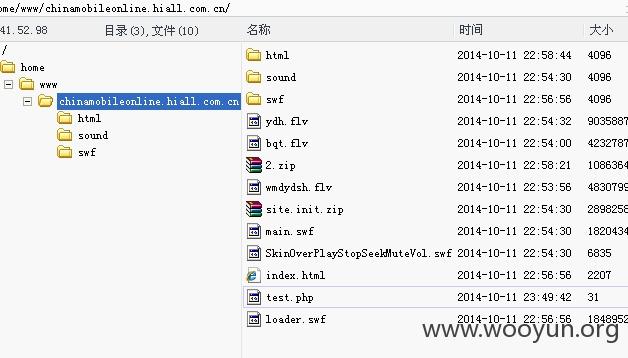 ome/www/chinamobileonline.hiall.com.cn/
41.52.98 目录(3),文件(10) 名称 时间 大小
/
home
www
chinamobileonline.hiall.com.cn
html
sound
swf
html 2014-10-11 22:58:44 4096
sound 2014-10-11 22:54:30 4096
swf 2014-10-11 22:56:56 4096
ydh.flv 2014-10-11 22:54:32 9035887
bqt.flv 2014-10-11 22:54:00 4232787
2.zip 2014-10-11 22:58:21 1086364
wmdydsh.flv 2014-10-11 22:53:56 4830799
site.init.zip 2014-10-11 22:54:30 2898258
main.swf 2014-10-11 22:54:30 1820434
SkinOverPlayStopSeekMuteVol.swf 2014-10-11 22:54:30 6835
index.html 2014-10-11 22:56:56 2207
test.php 2014-10-11 23:49:42 31
loader.swf 2014-10-11 22:56:56 1848952
www.wooyun.org